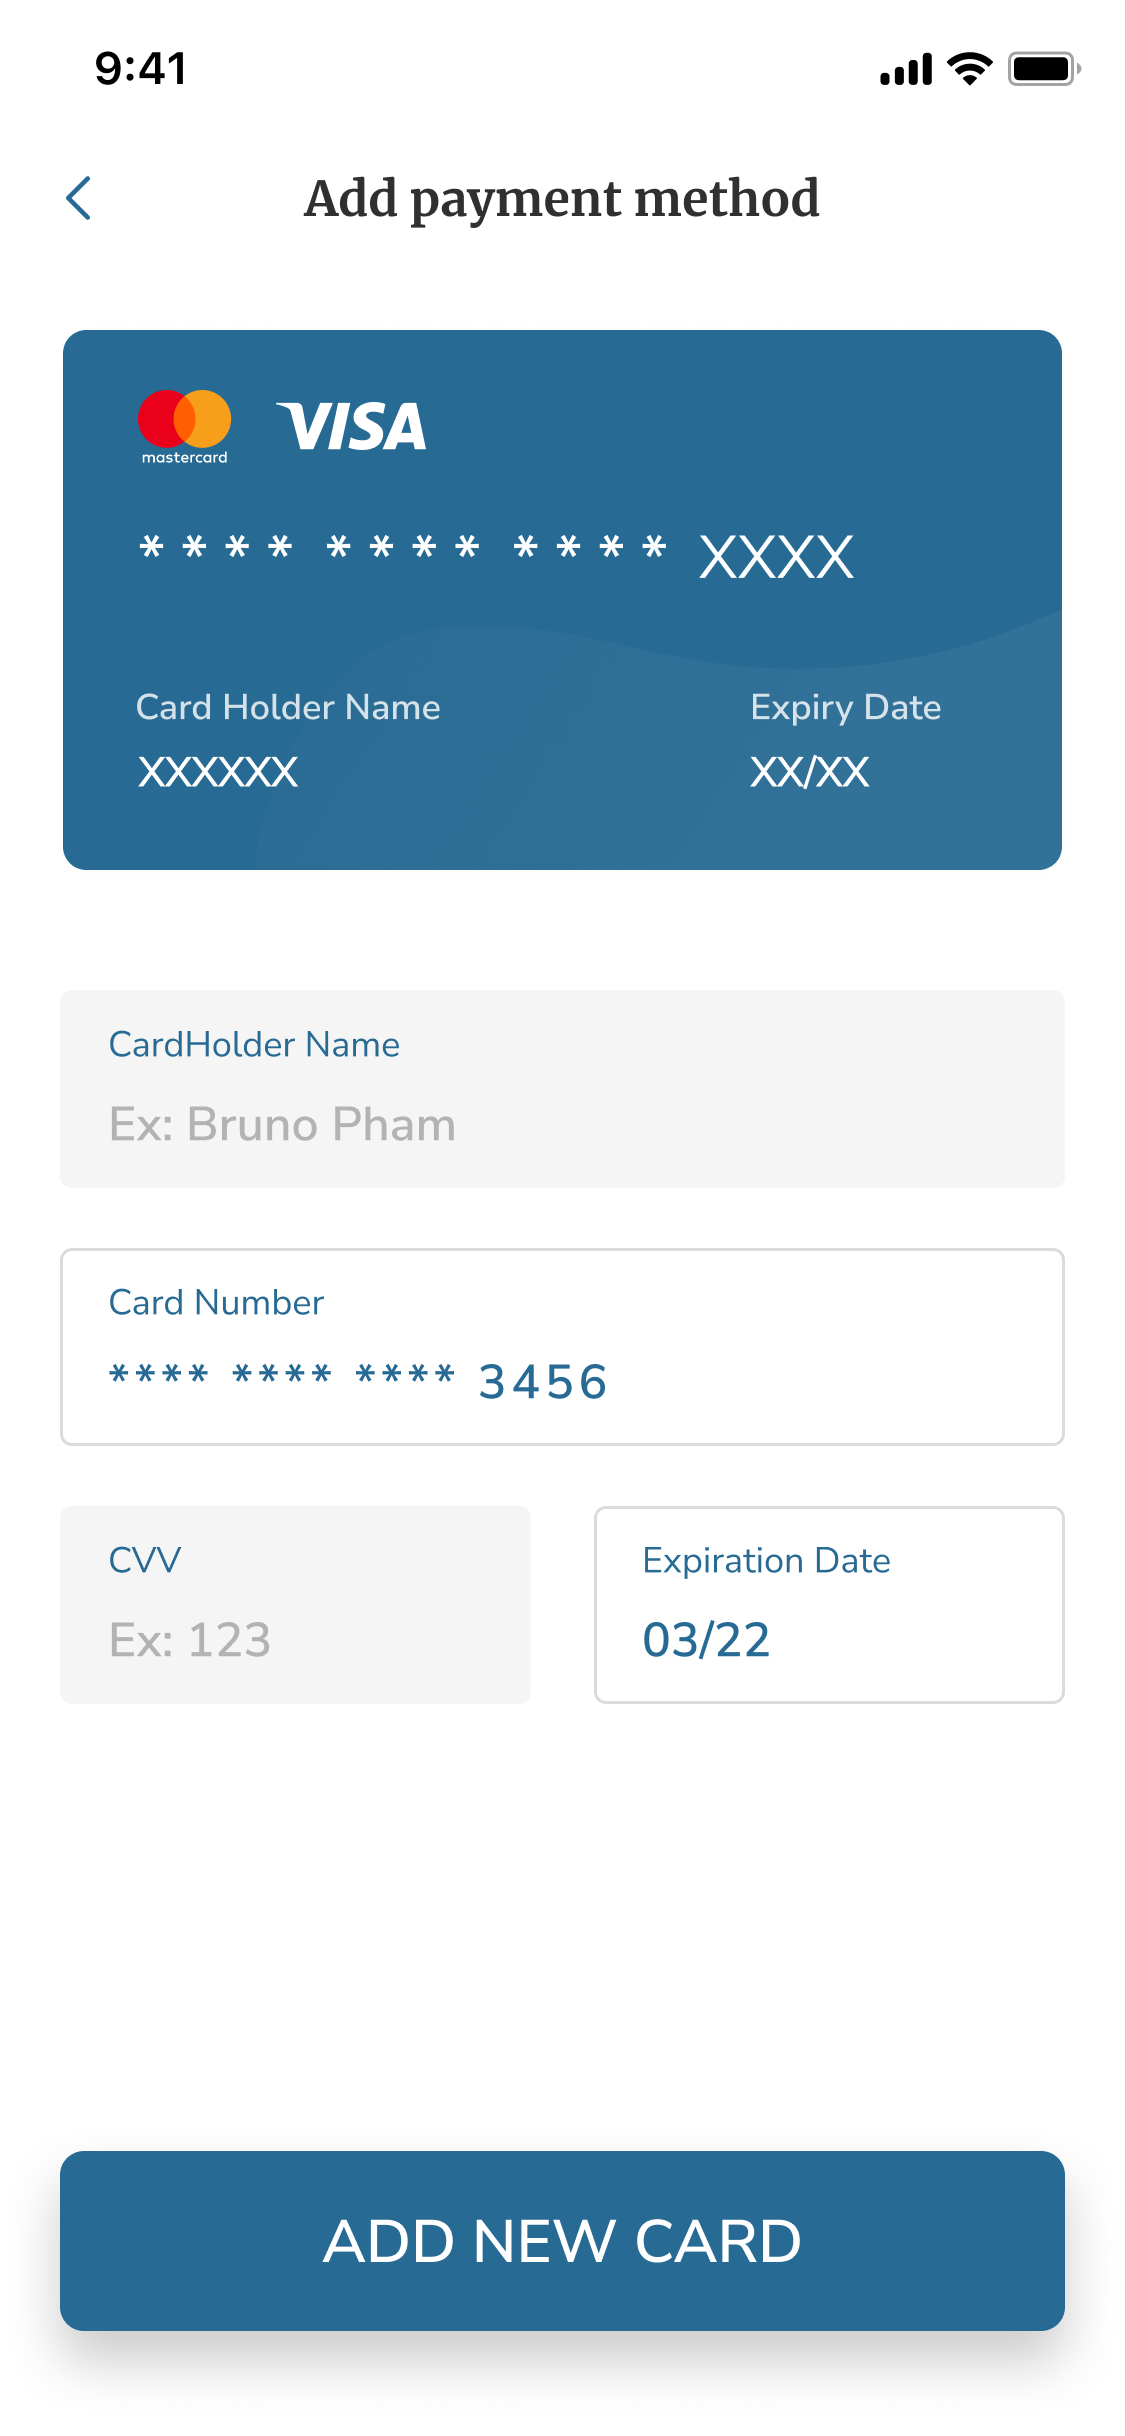 9:41
Add payment method
mastercard VISA
* * * * * * * * * * * * XXXX
Card Holder Name Expiry Date
XXXXXX XX/XX
CardHolder Name
Ex: Bruno Pham
Card Number
**** **** **** 3456
CVV Expiration Date
Ex: 123 03/22
ADD NEW CARD